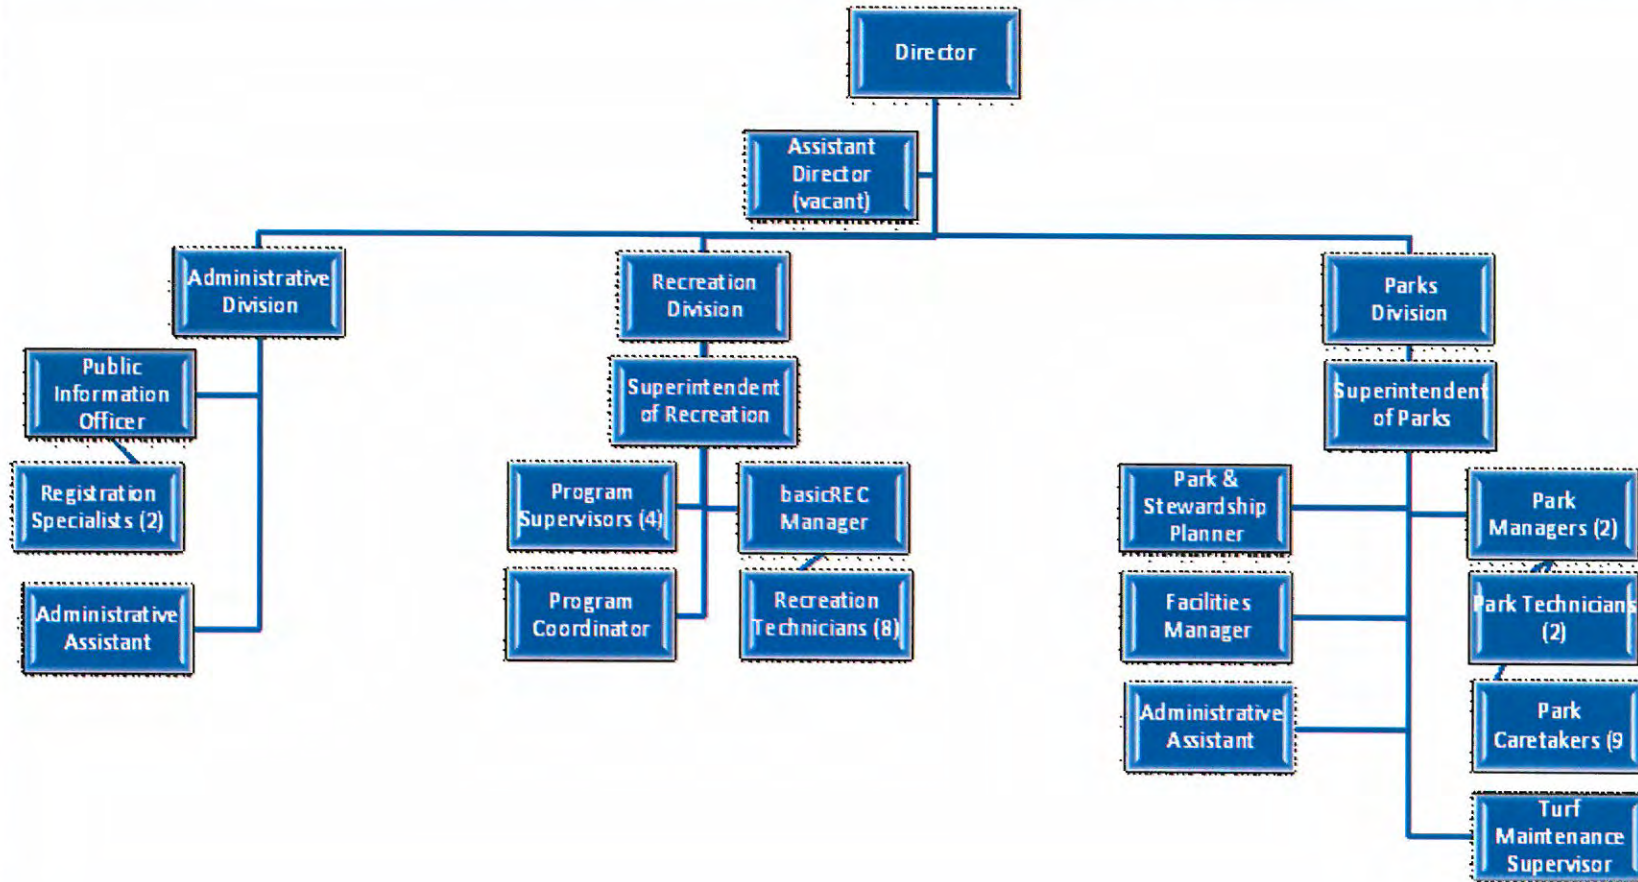 Director
Assistant
Director
(vacant)
Administrative
Division
Public
Information
Officer
Registration
Specialists (2)
Administrative
Assistant
Recreation
Division
Superintendent
of Recreation
Program
Supervisors (4)
basicREC
Manager
Program
Coordinator
Recreation
Technicians (8)
Parks
Division
Superintendent
of Parks
Park &
Stewardship
Planner
Park
Managers (2)
Facilities
Manager
Park Technicians
(2)
Administrative
Assistant
Park
Caretakers (9
Turf
Maintenance
Supervisor